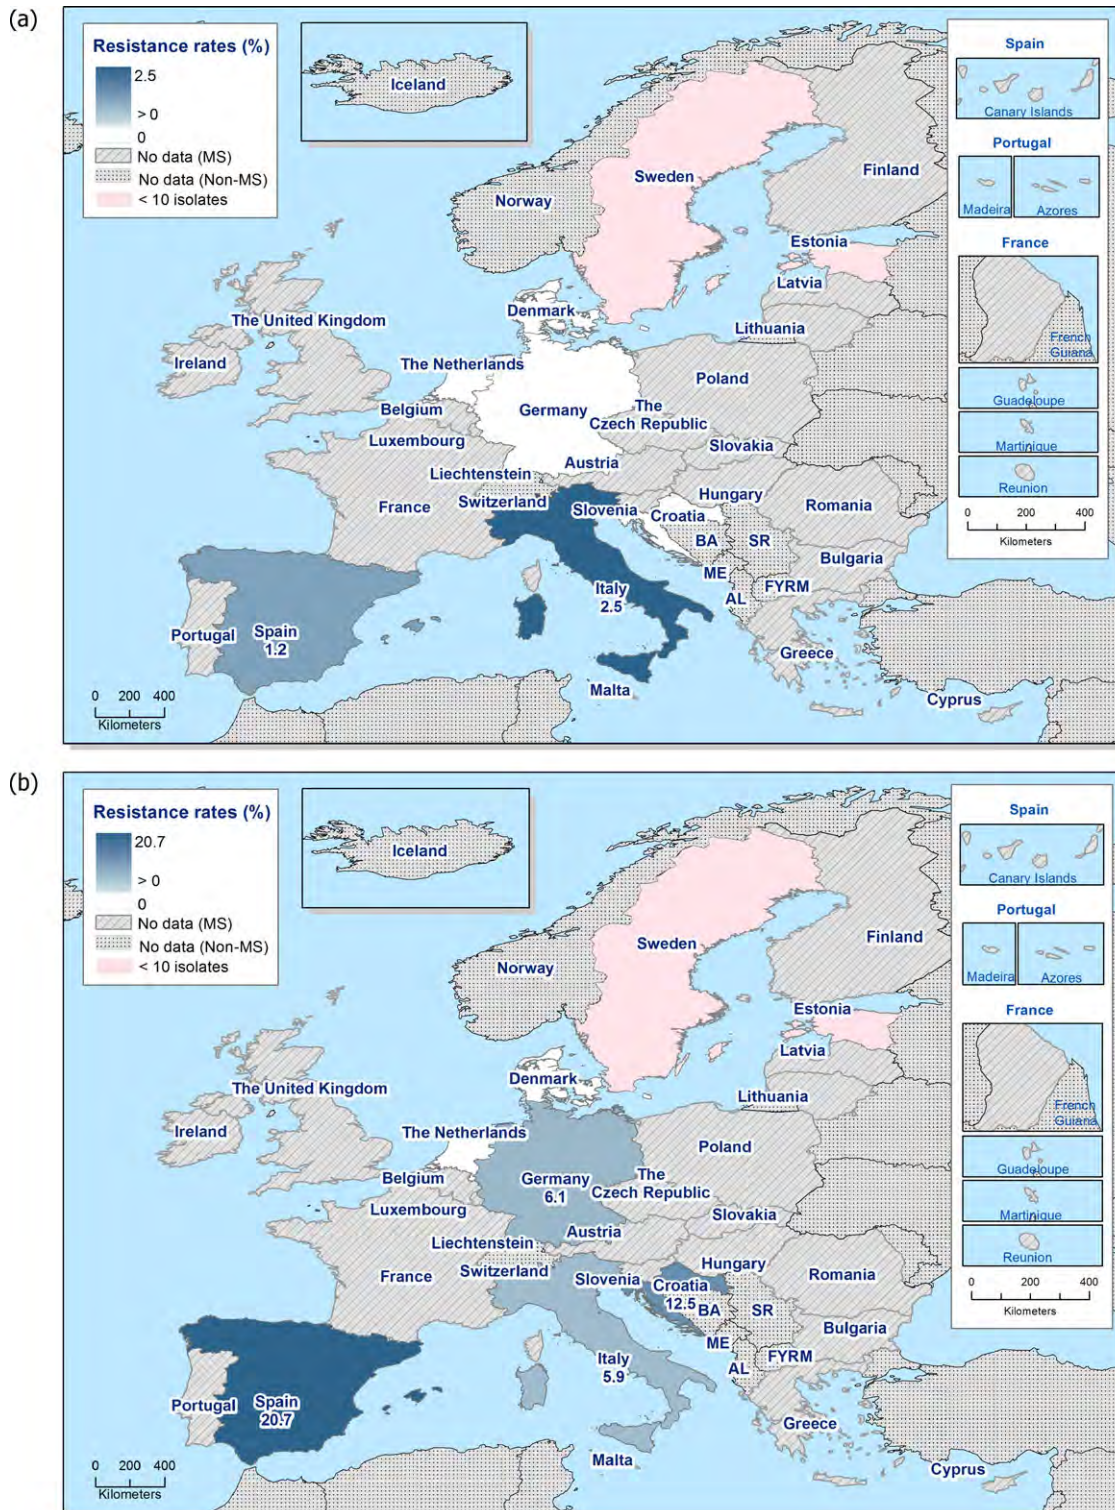 (a)
Resistance rates (%)
2.5
> 0
0
No data (MS)
No data (Non-MS)
< 10 isolates
Iceland
Spain
Canary Islands
Portugal
Madeira
Azores
France
French
Guiana
Guadeloupe
Martinique
Reunion
0 200 400
Kilometers
Finland
Sweden
Norway
Estonia
Latvia
Denmark
Lithuania
The United Kingdom
Ireland
The Netherlands
Poland
Belgium
Germany
The
Czech Republic
Luxembourg
Slovakia
Austria
Liechtenstein
Switzerland
Hungary
France
Slovenia
Croatia
Romania
BA
SR
Bulgaria
ME
FYRM
Italy
2.5
AL
Portugal
Spain
1.2
Greece
Malta
Cyprus
0 200 400
Kilometers
(b)
Resistance rates (%)
20.7
> 0
0
No data (MS)
No data (Non-MS)
< 10 isolates
Iceland
Spain
Canary Islands
Portugal
Madeira
Azores
France
French
Guiana
Guadeloupe
Martinique
Reunion
0 200 400
Kilometers
Finland
Sweden
Norway
Estonia
Latvia
Denmark
Lithuania
The United Kingdom
Ireland
The Netherlands
Poland
Belgium
Germany
6.1
The
Czech Republic
Luxembourg
Slovakia
Austria
Liechtenstein
Switzerland
Hungary
France
Slovenia
Croatia
12.5
Romania
BA
SR
Bulgaria
ME
FYRM
Italy
5.9
AL
Portugal
Spain
20.7
Greece
Malta
Cyprus
0 200 400
Kilometers